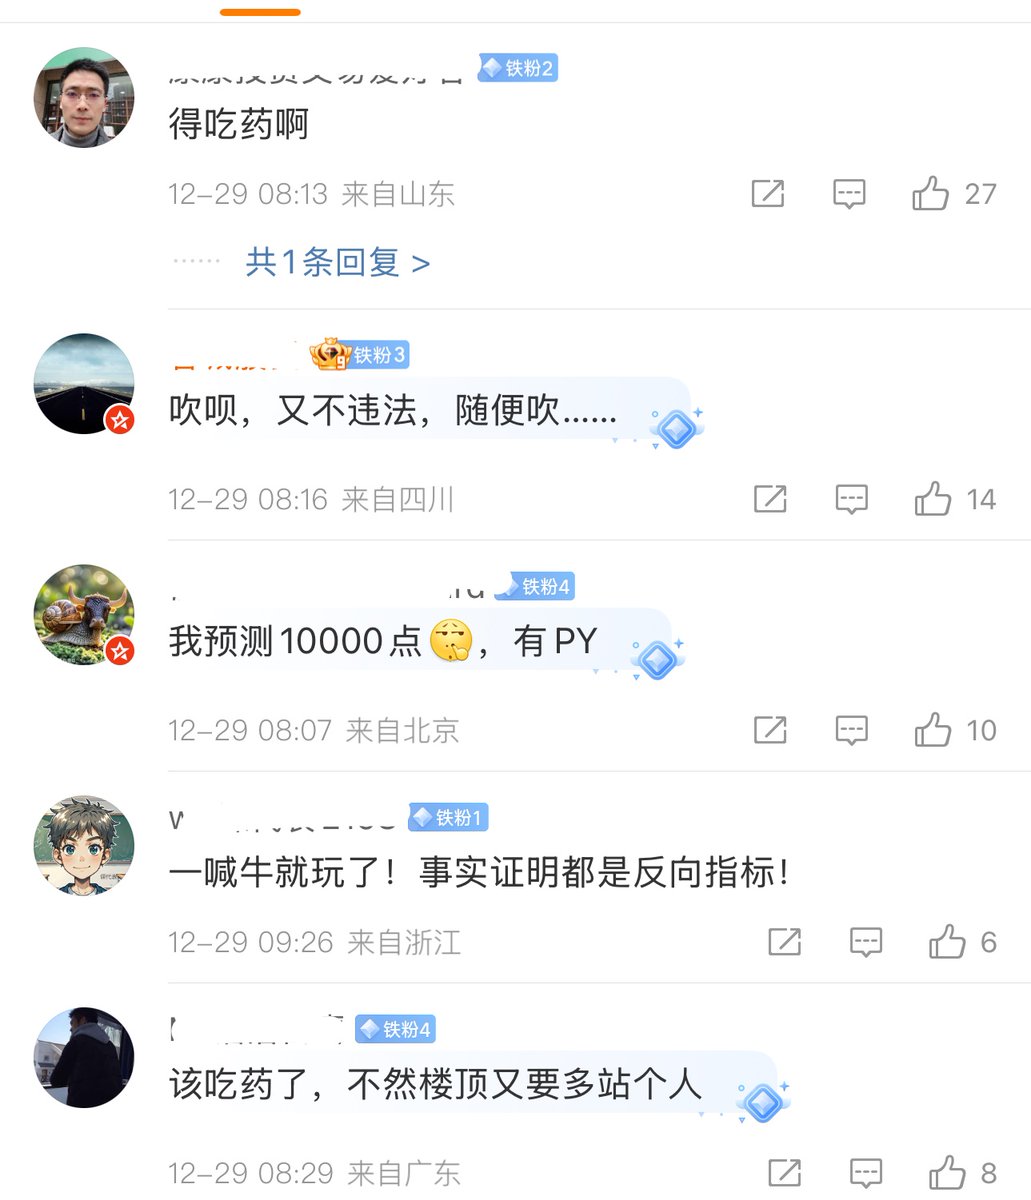 铁粉2
得吃药啊
12-29 08:13 来自山东
27
······ 共1条回复 >
9 铁粉3
吹呗，又不违法，随便吹……
12-29 08:16 来自四川
14
铁粉4
我预测10000点，有PY
12-29 08:07 来自北京
10
铁粉1
一喊牛就玩了！事实证明都是反向指标！
12-29 09:26 来自浙江
6
铁粉4
该吃药了，不然楼顶又要多站个人
12-29 08:29 来自广东
8